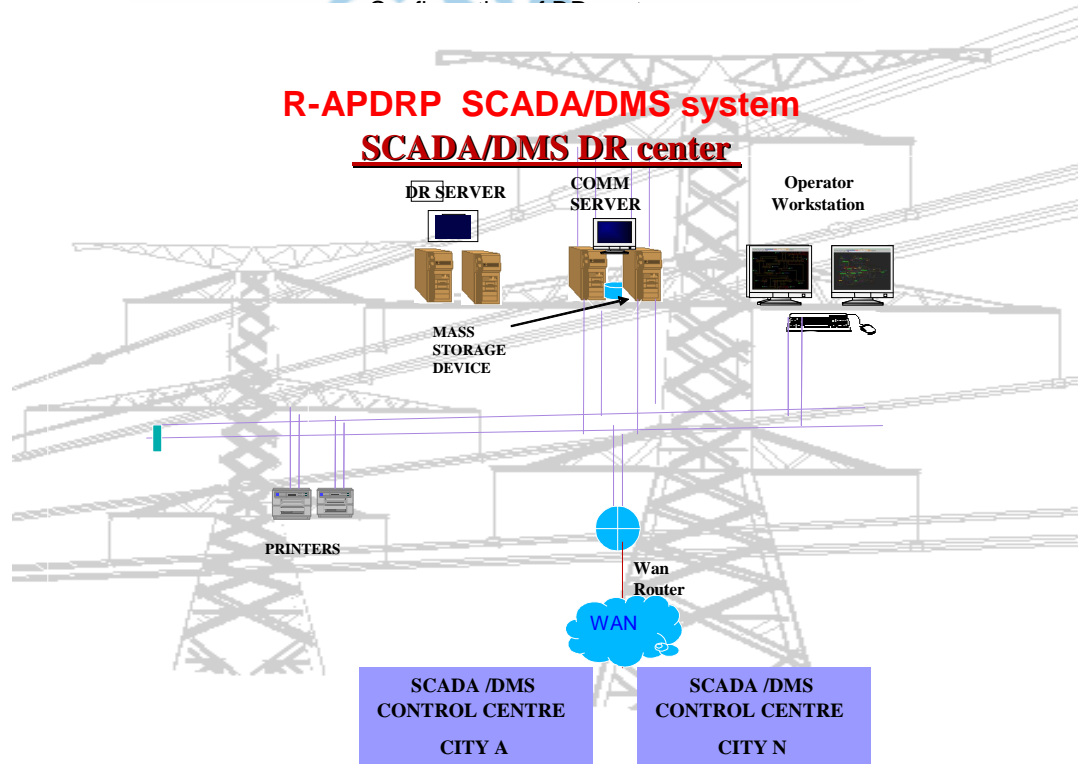 R-APDRP SCADA/DMS system
SCADA/DMS DR center
DR SERVER
COMM
SERVER
Operator
Workstation
MASS
STORAGE
DEVICE
PRINTERS
Wan
Router
WAN
SCADA /DMS
CONTROL CENTRE
CITY A
SCADA /DMS
CONTROL CENTRE
CITY N